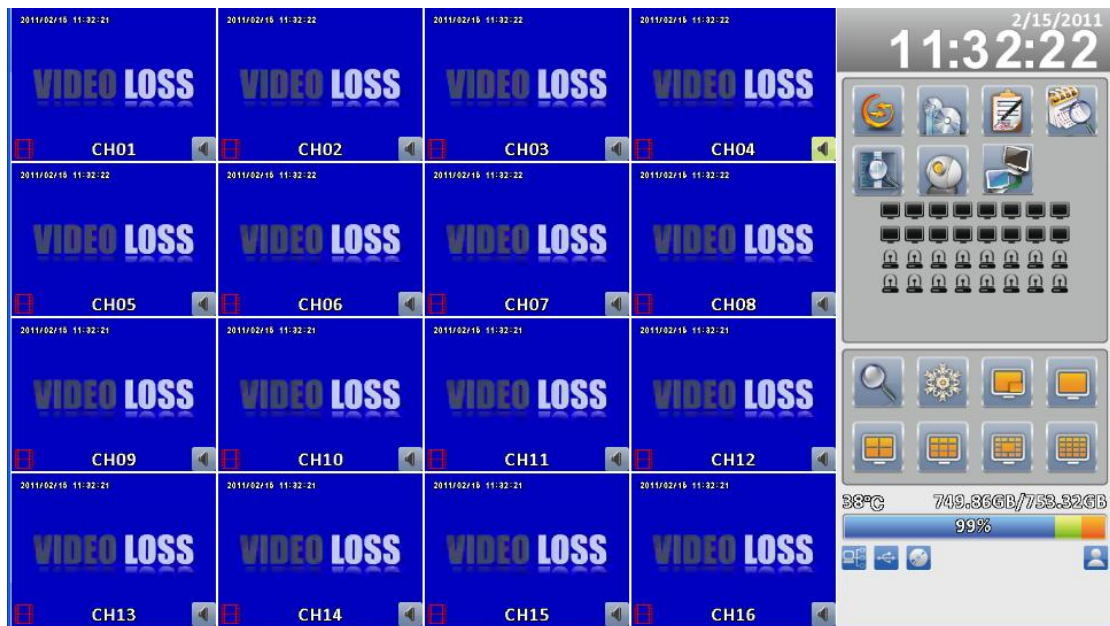 2011/02/15 11:32:21 2011/02/15 11:32:22 2011/02/15 11:32:22 2011/02/15 11:32:22
VIDEO LOSS VIDEO LOSS VIDEO LOSS VIDEO LOSS
CH01 CH02 CH03 CH04
2011/02/15 11:32:22 2011/02/15 11:32:22 2011/02/15 11:32:22 2011/02/15 11:32:22
VIDEO LOSS VIDEO LOSS VIDEO LOSS VIDEO LOSS
CH05 CH06 CH07 CH08
2011/02/15 11:32:21 2011/02/15 11:32:21 2011/02/15 11:32:21 2011/02/15 11:32:21
VIDEO LOSS VIDEO LOSS VIDEO LOSS VIDEO LOSS
CH09 CH10 CH11 CH12
2011/02/15 11:32:21 2011/02/15 11:32:21 2011/02/15 11:32:21 2011/02/15 11:32:21
VIDEO LOSS VIDEO LOSS VIDEO LOSS VIDEO LOSS
CH13 CH14 CH15 CH16
2/15/2011
11:32:22
38°C 749.86GB/753.32GB
99%